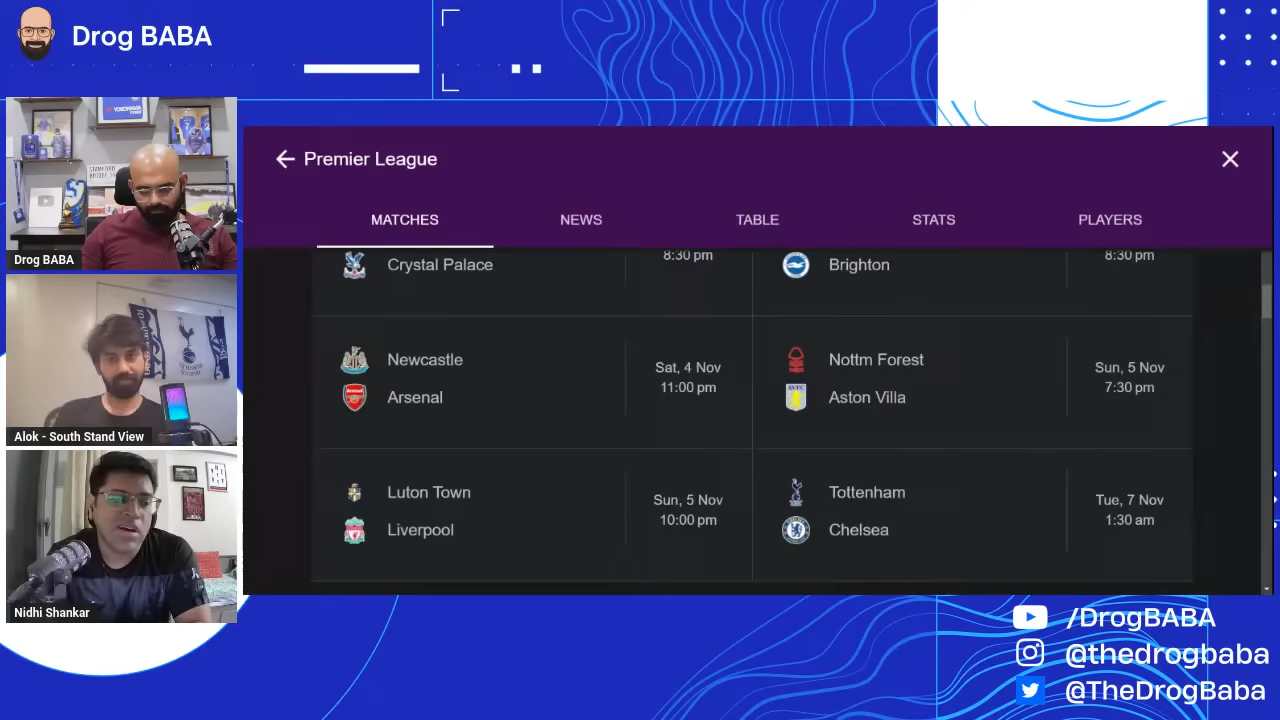 Drog BABA
YOKOHAMA
STAMFORD
Drog BABA
Alok - South Stand View
Nidhi Shankar
Premier League
MATCHES
NEWS
TABLE
STATS
PLAYERS
Crystal Palace
8:30 pm
Brighton
8:30 pm
Newcastle
Arsenal
Sat, 4 Nov
11:00 pm
Nottm Forest
AVFC
Aston Villa
Sun, 5 Nov
7:30 pm
Luton Town
Liverpool
Sun, 5 Nov
10:00 pm
Tottenham
Chelsea
Tue, 7 Nov
1:30 am
/DrogBABA
@thedrogbaba
@TheDrogBaba